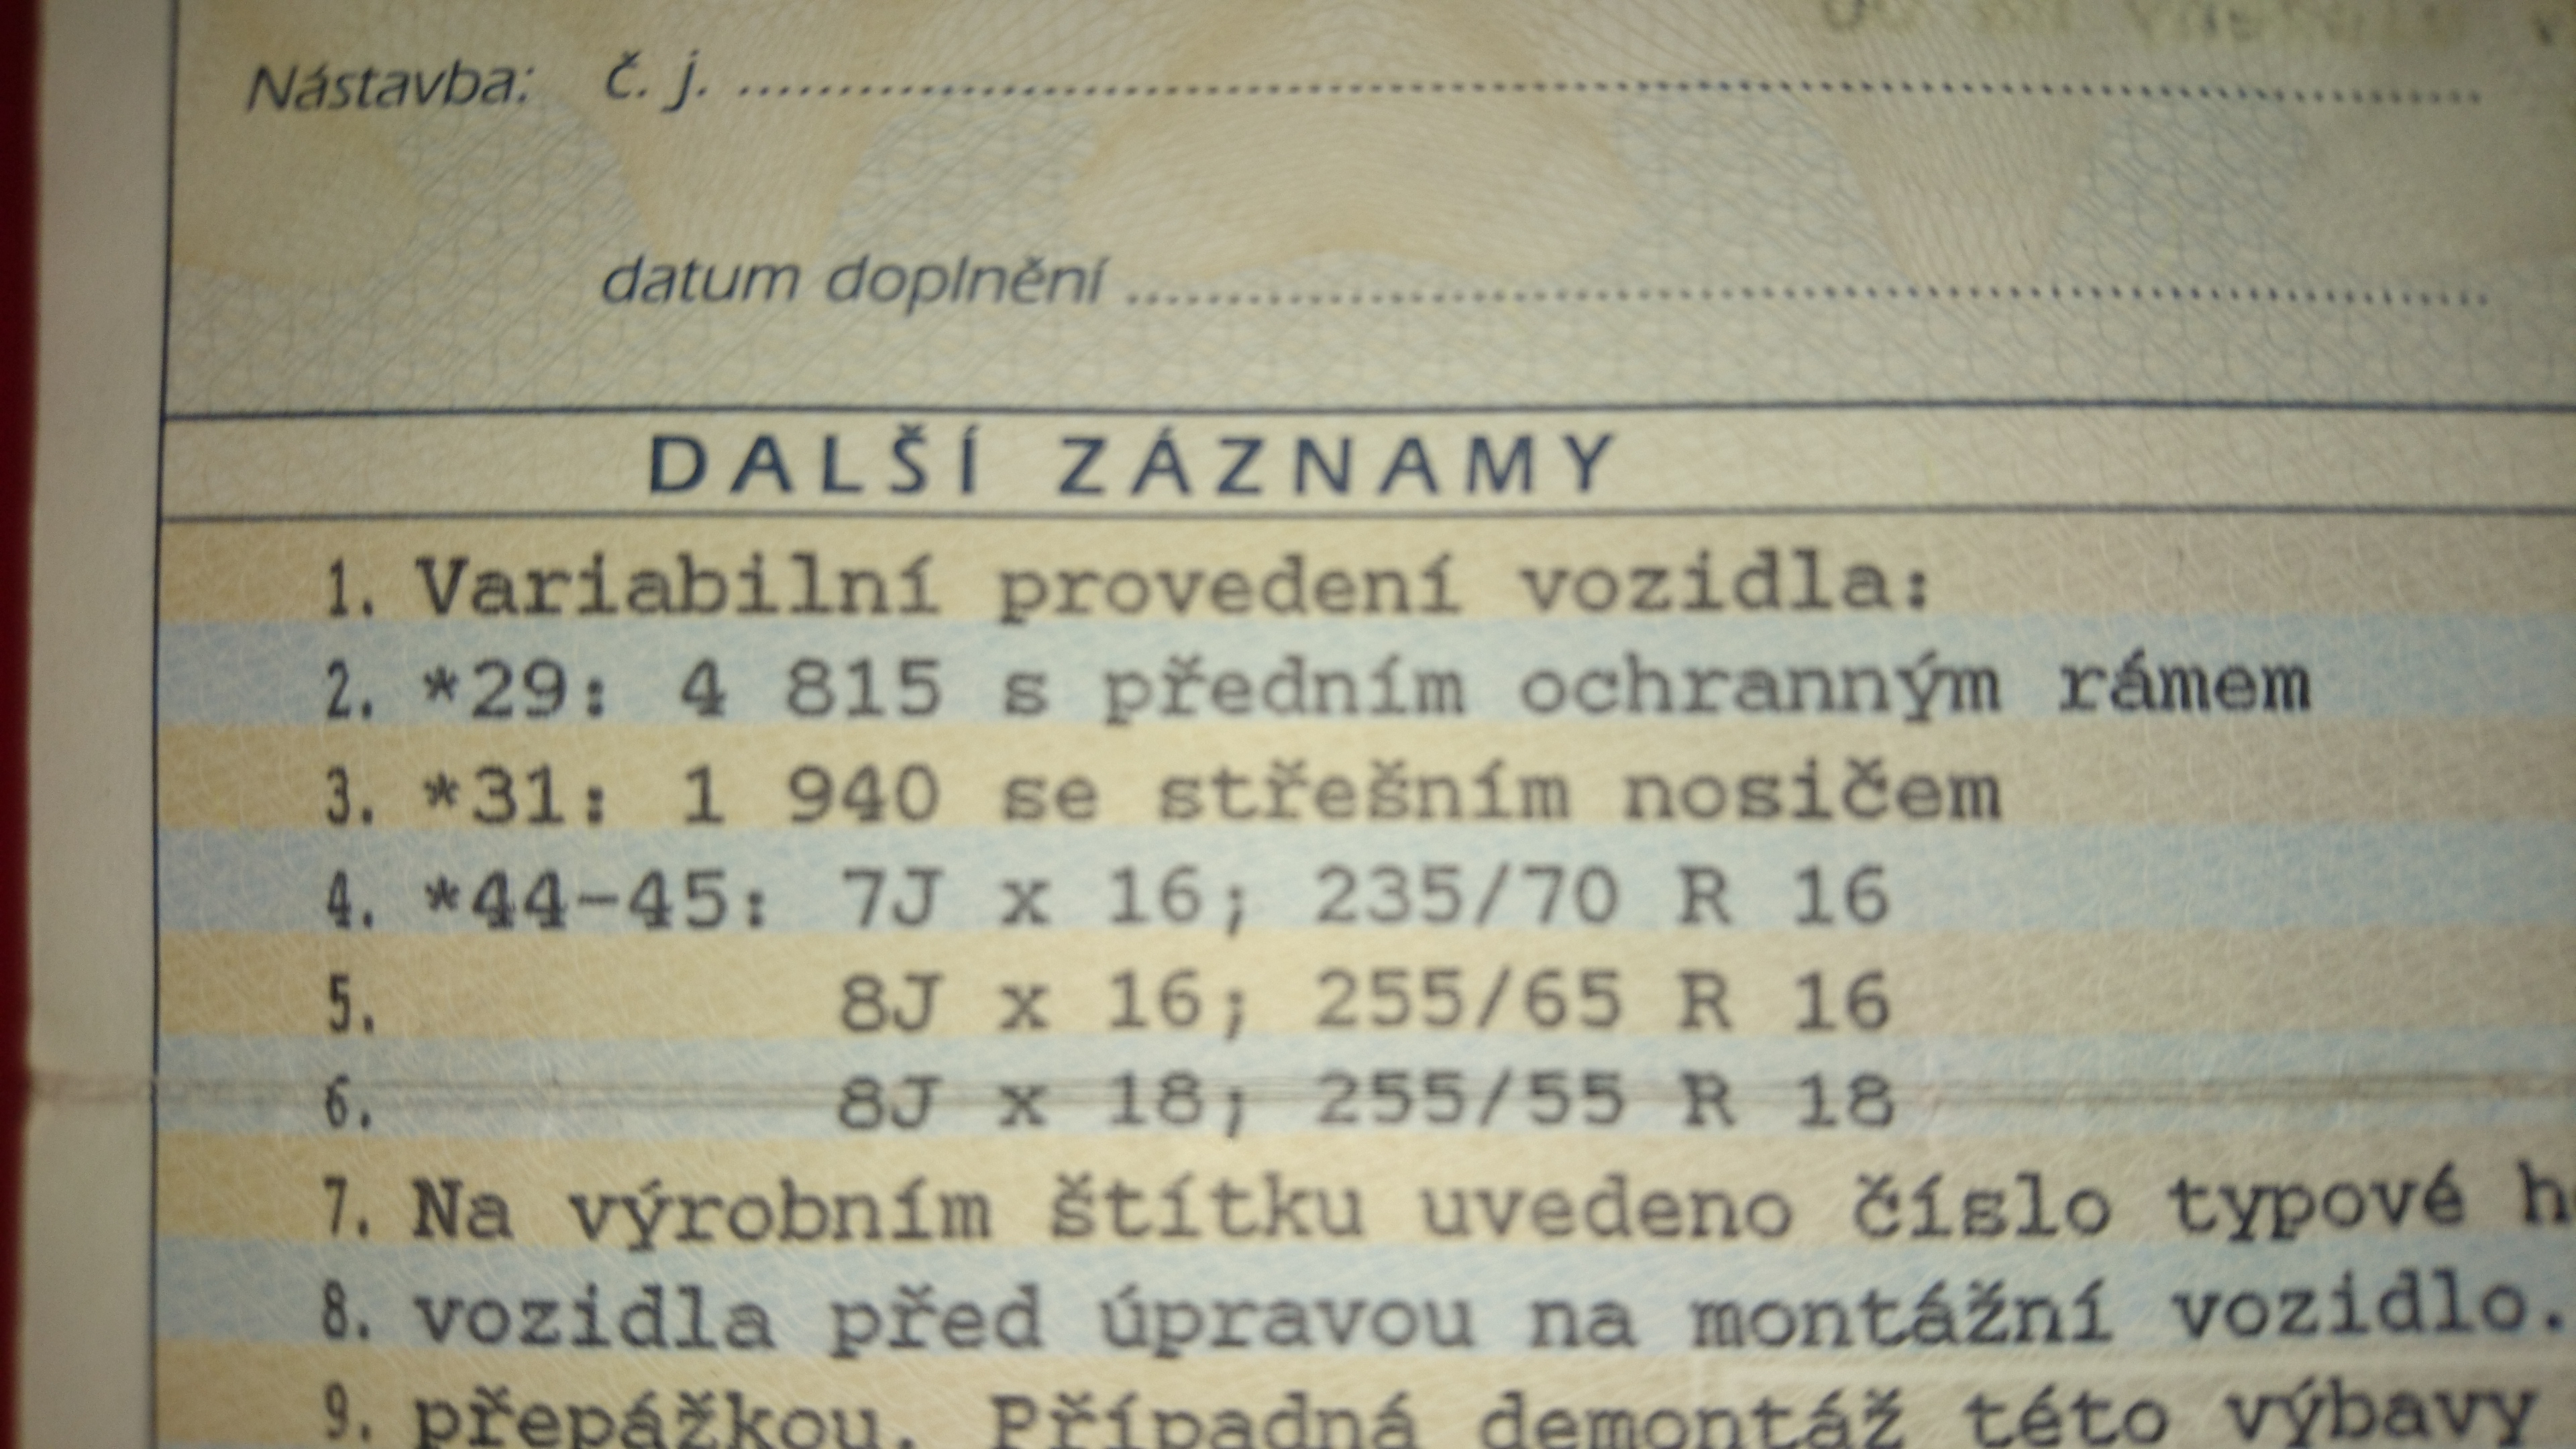 Nástavba: č. j. ........................................
datum doplnění ........................................
DALŠÍ ZÁZNAMY
1. Variabilní provedení vozidla:
2. *29: 4 815 s předním ochranným rámem
3. *31: 1 940 se střešním nosičem
4. *44-45: 7J x 16; 235/70 R 16
5. 8J x 16; 255/65 R 16
6. 8J x 18; 255/55 R 18
7. Na výrobním štítku uvedeno číslo typové
8. vozidla před úpravou na montážní vozidlo.
9. přepážkou. Případná demontáž této výbavy